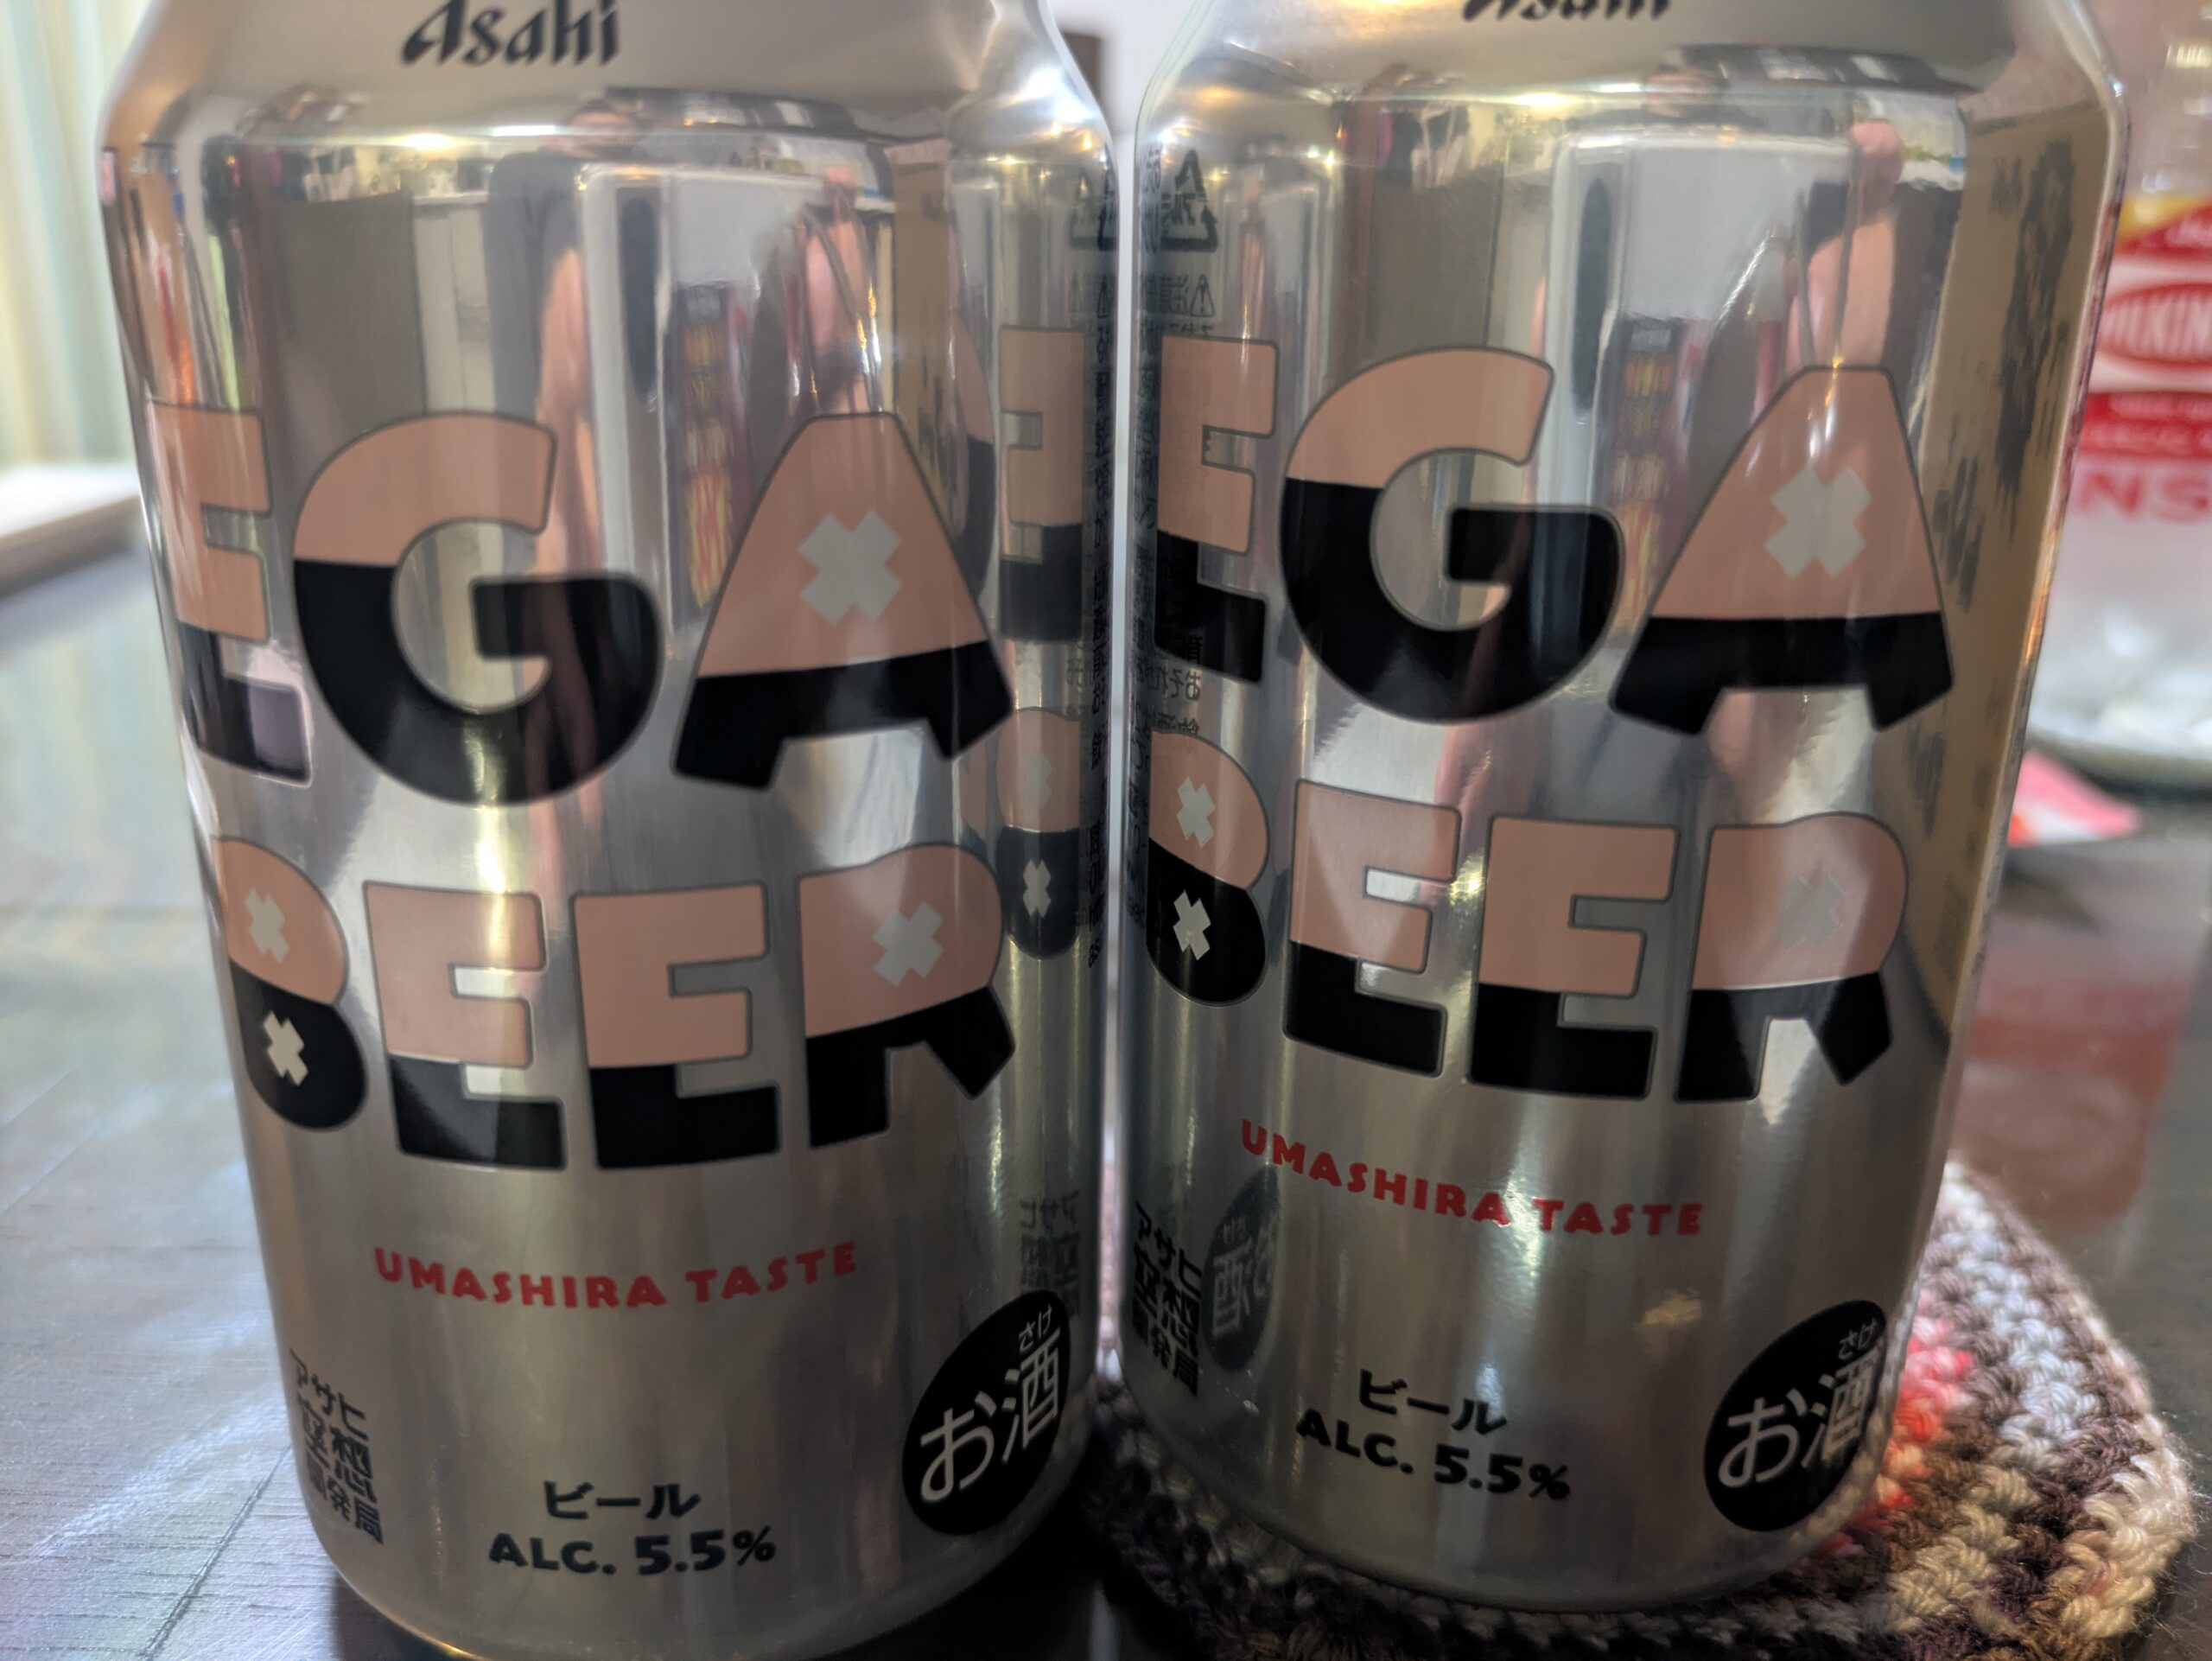 Asahi
EGA
BEER
UMASHIRA TASTE
アサヒ
空想
開発局
ビール
ALC. 5.5%
さけ
お酒
Asahi
EGA
BEER
UMASHIRA TASTE
アサヒ
空想
開発局
ビール
ALC. 5.5%
さけ
お酒